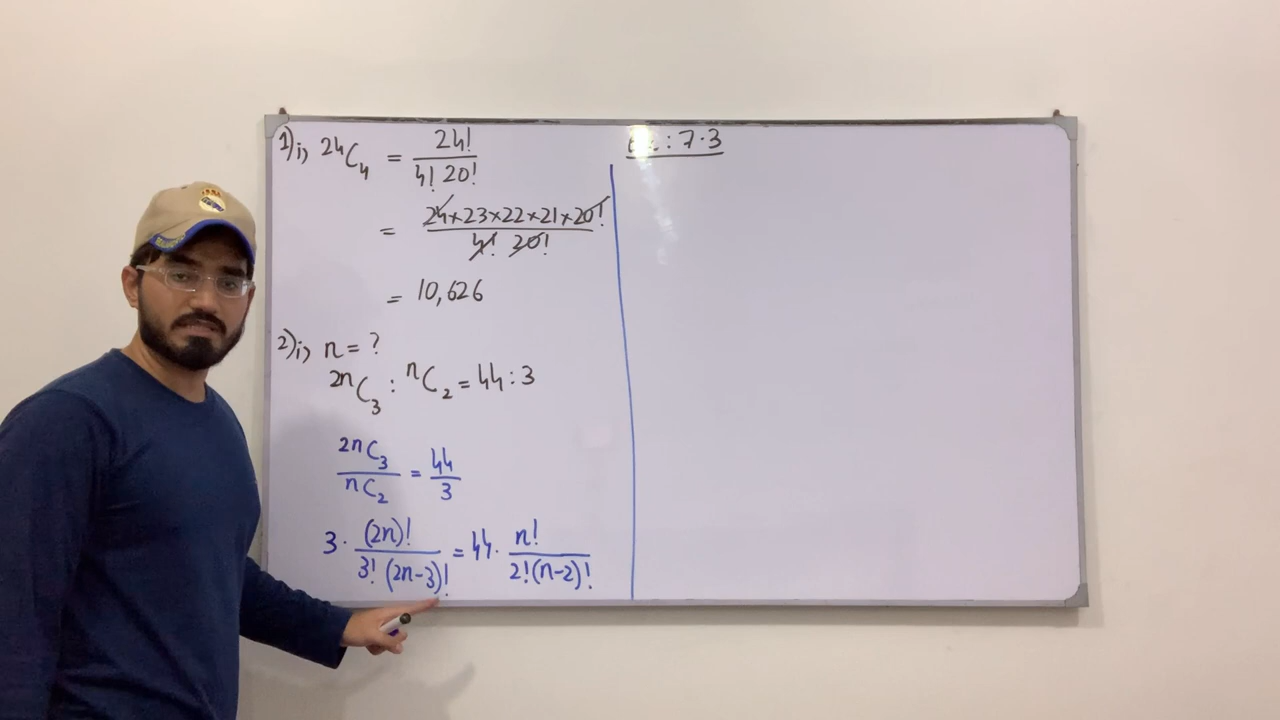 1) i) ²⁴C₄ = 24! / 4! 20!
= 24×23×22×21×20! / 4! 20!
= 10,626
2) i) n = ?
²ⁿC₃ : ⁿC₂ = 44 : 3
²ⁿC₃ / ⁿC₂ = 44 / 3
3 · (2n)! / 3! (2n-3)! = 44 · n! / 2! (n-2)!
: 7.3